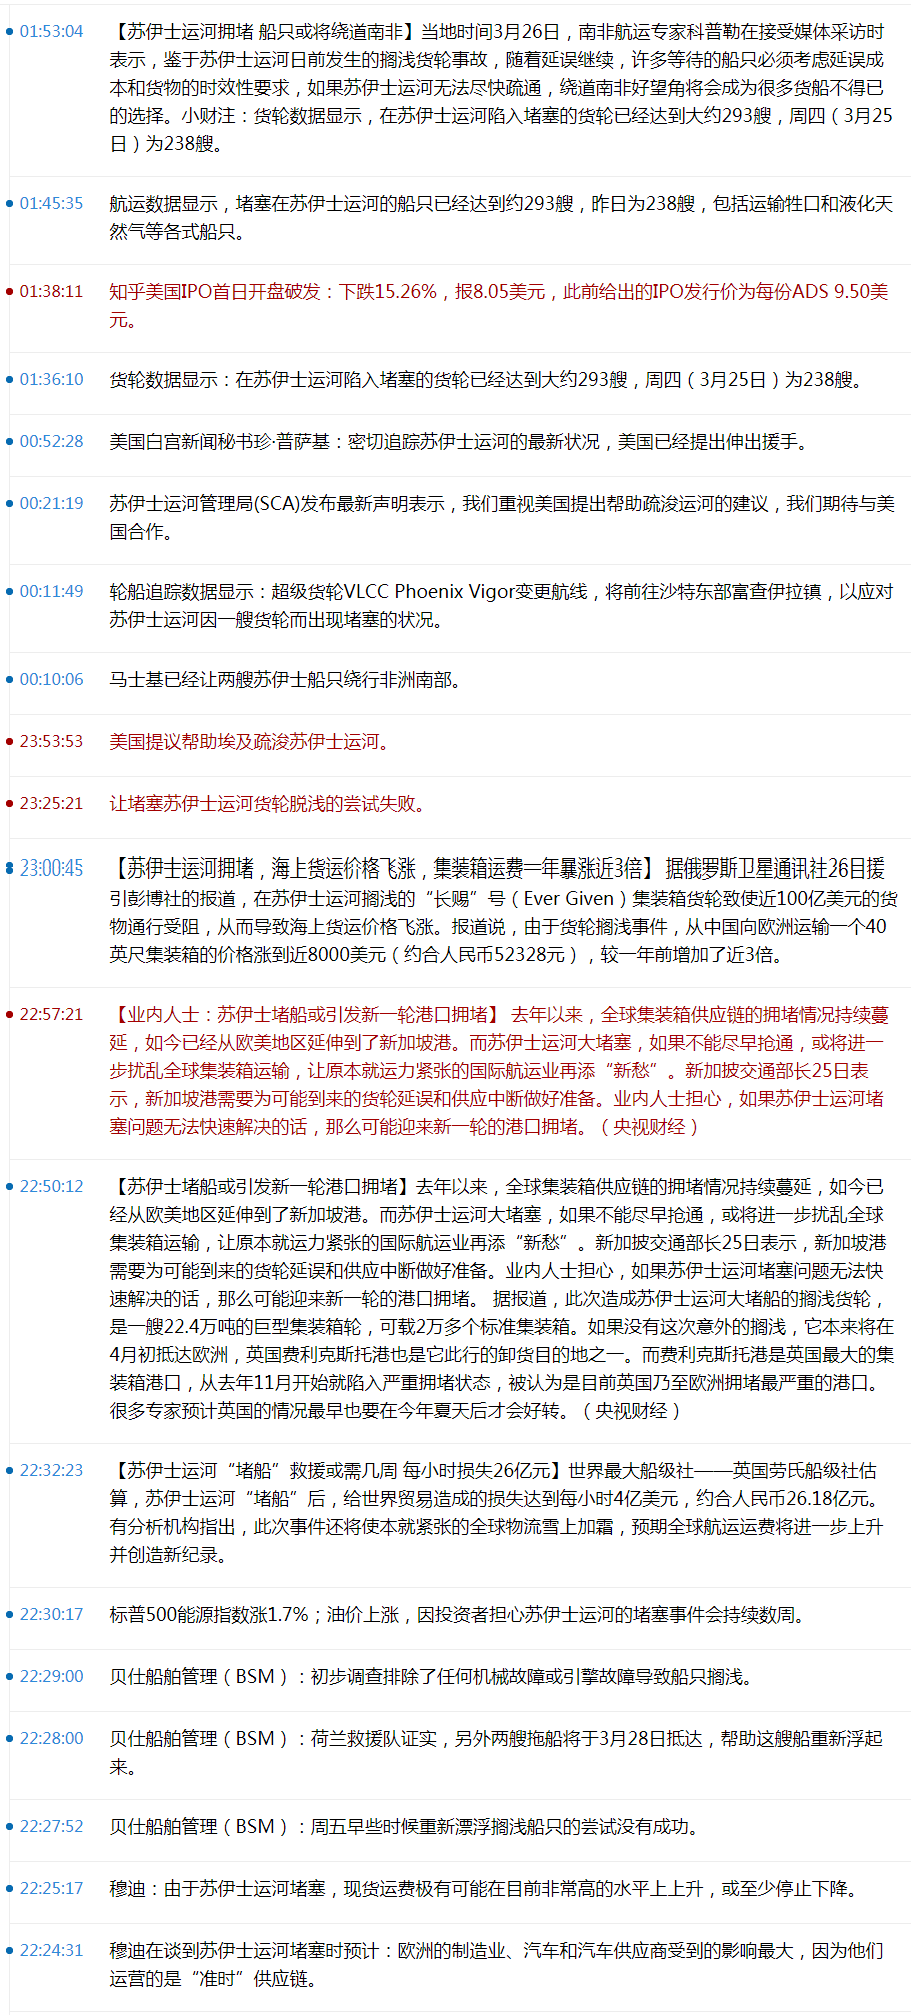 01:53:04 【苏伊士运河拥堵 船只或将绕道南非】当地时间3月26日，南非航运专家科普勒在接受媒体采访时
表示，鉴于苏伊士运河日前发生的搁浅货轮事故，随着延误继续，许多等待的船只必须考虑延误成
本和货物的时效性要求，如果苏伊士运河无法尽快疏通，绕道南非好望角将会成为很多货船不得已
的选择。小财注：货轮数据显示，在苏伊士运河陷入堵塞的货轮已经达到大约293艘，周四（3月25
日）为238艘。
01:45:35 航运数据显示，堵塞在苏伊士运河的船只已经达到约293艘，昨日为238艘，包括运输牲口和液化天
然气等各式船只。
01:38:11 知乎美国IPO首日开盘破发：下跌15.26%，报8.05美元，此前给出的IPO发行价为每份ADS 9.50美
元。
01:36:10 货轮数据显示：在苏伊士运河陷入堵塞的货轮已经达到大约293艘，周四（3月25日）为238艘。
00:52:28 美国白宫新闻秘书珍·普萨基：密切追踪苏伊士运河的最新状况，美国已经提出伸出援手。
00:21:19 苏伊士运河管理局(SCA)发布最新声明表示，我们重视美国提出帮助疏浚运河的建议，我们期待与美
国合作。
00:11:49 轮船追踪数据显示：超级货轮VLCC Phoenix Vigor变更航线，将前往沙特东部富查伊拉镇，以应对
苏伊士运河因一艘货轮而出现堵塞的状况。
00:10:06 马士基已经让两艘苏伊士船只绕行非洲南部。
23:53:53 美国提议帮助埃及疏浚苏伊士运河。
23:25:21 让堵塞苏伊士运河货轮脱浅的尝试失败。
23:00:45 【苏伊士运河拥堵，海上货运价格飞涨，集装箱运费一年暴涨近3倍】 据俄罗斯卫星通讯社26日援
引彭博社的报道，在苏伊士运河搁浅的“长赐”号（Ever Given）集装箱货轮致使近100亿美元的货
物通行受阻，从而导致海上货运价格飞涨。报道说，由于货轮搁浅事件，从中国向欧洲运输一个40
英尺集装箱的价格涨到近8000美元（约合人民币52328元），较一年前增加了近3倍。
22:57:21 【业内人士：苏伊士堵船或引发新一轮港口拥堵】 去年以来，全球集装箱供应链的拥堵情况持续蔓
延，如今已经从欧美地区延伸到了新加坡港。而苏伊士运河大堵塞，如果不能尽早抢通，或将进一
步扰乱全球集装箱运输，让原本就运力紧张的国际航运业再添“新愁”。新加披交通部长25日表
示，新加坡港需要为可能到来的货轮延误和供应中断做好准备。业内人士担心，如果苏伊士运河堵
塞问题无法快速解决的话，那么可能迎来新一轮的港口拥堵。（央视财经）
22:50:12 【苏伊士堵船或引发新一轮港口拥堵】去年以来，全球集装箱供应链的拥堵情况持续蔓延，如今已
经从欧美地区延伸到了新加坡港。而苏伊士运河大堵塞，如果不能尽早抢通，或将进一步扰乱全球
集装箱运输，让原本就运力紧张的国际航运业再添“新愁”。新加披交通部长25日表示，新加坡港
需要为可能到来的货轮延误和供应中断做好准备。业内人士担心，如果苏伊士运河堵塞问题无法快
速解决的话，那么可能迎来新一轮的港口拥堵。 据报道，此次造成苏伊士运河大堵船的搁浅货轮，
是一艘22.4万吨的巨型集装箱轮，可载2万多个标准集装箱。如果没有这次意外的搁浅，它本来将在
4月初抵达欧洲，英国费利克斯托港也是它此行的卸货目的地之一。而费利克斯托港是英国最大的集
装箱港口，从去年11月开始就陷入严重拥堵状态，被认为是目前英国乃至欧洲拥堵最严重的港口。
很多专家预计英国的情况最早也要在今年夏天后才会好转。（央视财经）
22:32:23 【苏伊士运河“堵船”救援或需几周 每小时损失26亿元】世界最大船级社——英国劳氏船级社估
算，苏伊士运河“堵船”后，给世界贸易造成的损失达到每小时4亿美元，约合人民币26.18亿元。
有分析机构指出，此次事件还将使本就紧张的全球物流雪上加霜，预期全球航运运费将进一步上升
并创造新纪录。
22:30:17 标普500能源指数涨1.7%；油价上涨，因投资者担心苏伊士运河的堵塞事件会持续数周。
22:29:00 贝仕船舶管理（BSM）：初步调查排除了任何机械故障或引擎故障导致船只搁浅。
22:28:00 贝仕船舶管理（BSM）：荷兰救援队证实，另外两艘拖船将于3月28日抵达，帮助这艘船重新浮起
来。
22:27:52 贝仕船舶管理（BSM）：周五早些时候重新漂浮搁浅船只的尝试没有成功。
22:25:17 穆迪：由于苏伊士运河堵塞，现货运费极有可能在目前非常高的水平上上升，或至少停止下降。
22:24:31 穆迪在谈到苏伊士运河堵塞时预计：欧洲的制造业、汽车和汽车供应商受到的影响最大，因为他们
运营的是“准时”供应链。